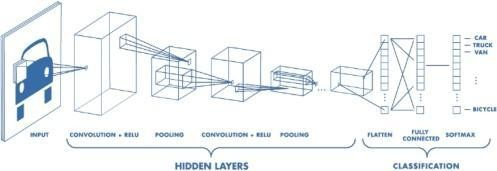 CAR
TRUCK
VAN
BICYCLE
INPUT
CONVOLUTION + RELU
POOLING
CONVOLUTION + RELU
POOLING
FLATTEN
FULLY
CONNECTED
SOFTMAX
HIDDEN LAYERS
CLASSIFICATION